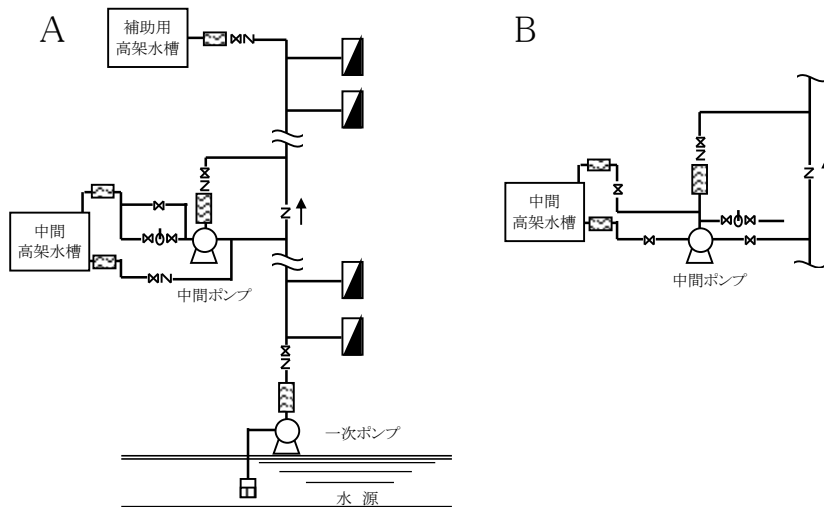 A
補助用
高架水槽
中間
高架水槽
中間ポンプ
一次ポンプ
水 源
B
中間
高架水槽
中間ポンプ